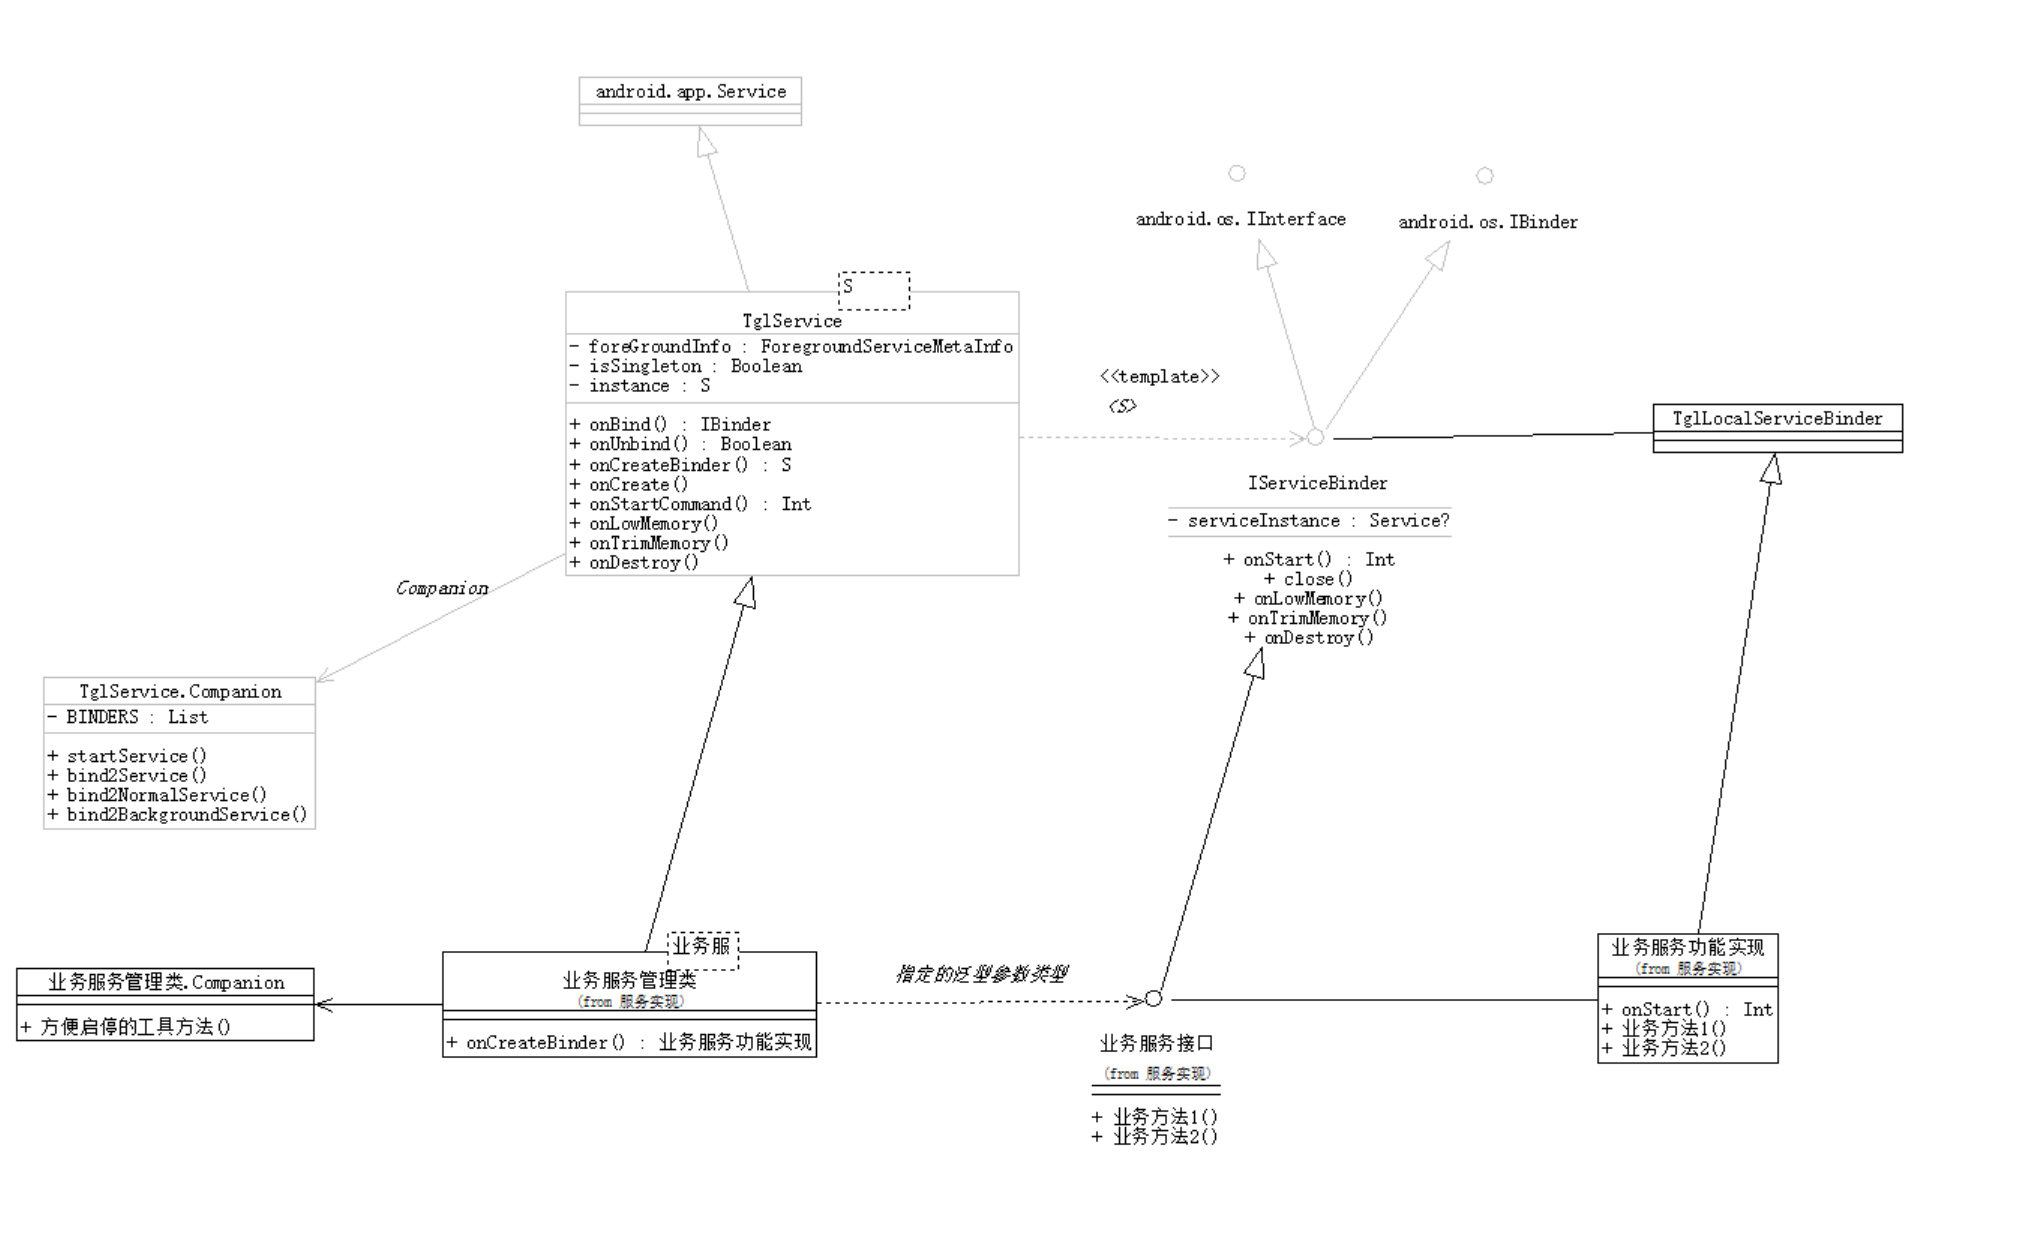 android.app.Service
android.os.IInterface
android.os.IBinder
S
TglService
- foreGroundInfo : ForegroundServiceMetaInfo
- isSingleton : Boolean
- instance : S
+ onBind() : IBinder
+ onUnbind() : Boolean
+ onCreateBinder() : S
+ onCreate()
+ onStartCommand() : Int
+ onLowMemory()
+ onTrimMemory()
+ onDestroy()
<<template>>
<S>
TglLocalServiceBinder
IServiceBinder
- serviceInstance : Service?
+ onStart() : Int
+ close()
+ onLowMemory()
+ onTrimMemory()
+ onDestroy()
Companion
TglService.Companion
- BINDERS : List
+ startService()
+ bind2Service()
+ bind2NormalService()
+ bind2BackgroundService()
业务服务管理类.Companion
+ 方便启停的工具方法()
业务服
业务服务管理类
(from 服务实现)
+ onCreateBinder() : 业务服务功能实现
指定的泛型参数类型
业务服务接口
(from 服务实现)
+ 业务方法1()
+ 业务方法2()
业务服务功能实现
(from 服务实现)
+ onStart() : Int
+ 业务方法1()
+ 业务方法2()